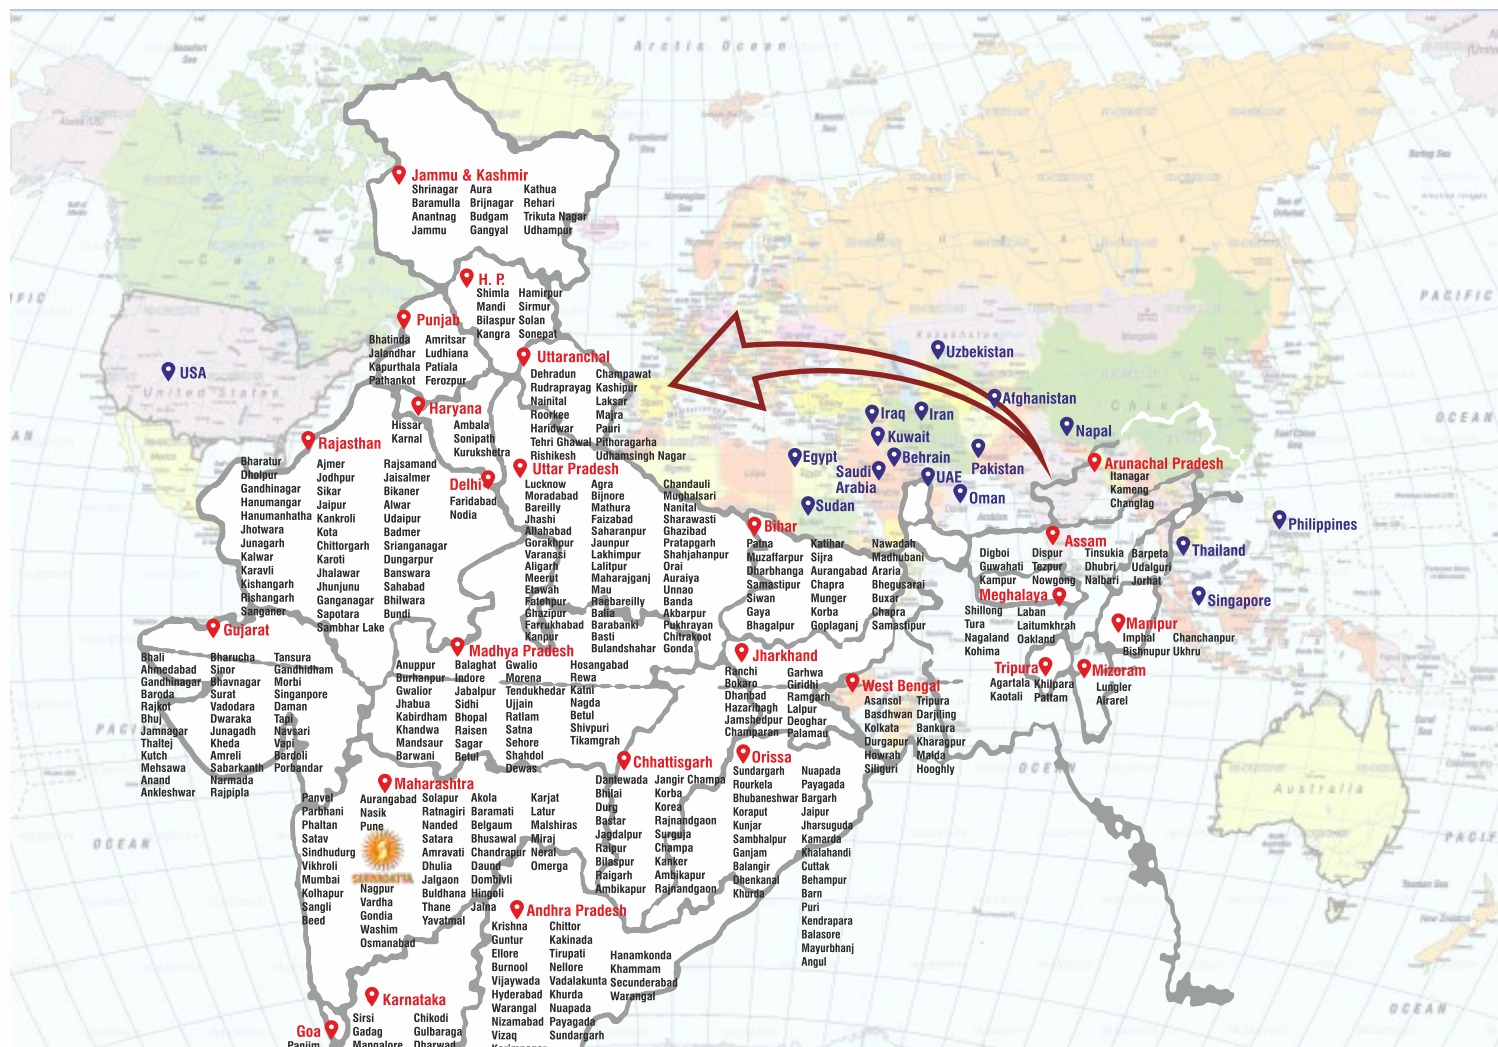 Arctic Ocean
Jammu & Kashmir
Shrinagar Aura Kathua
Baramulla Brijnagar Rehari
Anantnag Budgam Trikuta Nagar
Jammu Gangyal Udhampur
H. P.
Shimla Hamirpur
Mandi Sirmur
Bilaspur Solan
Kangra Sonepat
Punjab
Bhatinda Amritsar
Jalandhar Ludhiana
Kapurthala Patiala
Pathankot Ferozpur
Uttaranchal
Dehradun Champawat
Rudraprayag Kashipur
Nainital Laksar
Roorkee Majra
Haridwar Pauri
Tehri Ghawal Pithoragarha
Rishikesh Udhamsingh Nagar
Haryana
Hissar Ambala
Karnal Sonipath
Kurukshetra
USA
United States
Canada
Rajasthan
Bharatur
Dholpur
Gandhinagar
Hanumangar
Hanumanhatha
Jhotwara
Junagarh
Kalwar
Karavli
Kishangarh
Rishangarh
Sanganer
Ajmer
Jodhpur
Sikar
Jaipur
Kankroli
Kota
Chittorgarh
Karoti
Jhalawar
Jhunjunu
Ganganagar
Sapotara
Sambhar Lake
Rajsamand
Jaisalmer
Bikaner
Alwar
Udaipur
Badmer
Srianganagar
Dungarpur
Banswara
Sahabad
Bhilwara
Bundi
Delhi
Faridabad
Nodia
Uttar Pradesh
Lucknow
Moradabad
Bareilly
Jhashi
Allahabad
Gorakhpur
Varanasi
Aligarh
Meerut
Etawah
Fatehpur
Ghaziour
Farrukhabad
Kanpur
Agra
Bijnore
Mathura
Faizabad
Saharanpur
Jaunpur
Lakhimpur
Lalitpur
Maharajganj
Mau
Raebareilly
Balia
Barabanki
Basti
Bulandshahar
Chandauli
Mughalsari
Nanital
Sharawasti
Ghazibad
Pratapgarh
Shahjahanpur
Orai
Auraiya
Unnao
Banda
Akbarpur
Pukhrayan
Chitrakoot
Gonda
Uzbekistan
Afghanistan
Iraq
Iran
Napal
Kuwait
Egypt
Behrain
Pakistan
Saudi
Arabia
UAE
Oman
Sudan
Philippines
Thailand
Singapore
Arunachal Pradesh
Itanagar
Kameng
Changlag
Bihar
Patna
Muzaffarpur
Dharbhanga
Samastipur
Siwan
Gaya
Bhagalpur
Katihar
Sijra
Aurangabad
Chapra
Munger
Korba
Goplaganj
Nawadah
Madhubani
Araria
Bhegusarai
Buxar
Chapra
Samastipur
Assam
Digboi Dispur Tinsukia Barpeta
Guwahati Tezpur Dhubri Udalguri
Kampur Nowgong Nalbari Jorhat
Meghalaya
Shillong Laban
Tura Laitumkhrah
Nagaland Oakland
Kohima
Manipur
Imphal Chanchanpur
Bishnupur Ukhru
Tripura
Agartala Khilpara
Kaotali Pattam
Mizoram
Lungler
Airarel
Gujarat
Bhali
Ahmedabad
Gandhinagar
Baroda
Rajkot
Bhuj
Jamnagar
Thaltej
Kutch
Mehsawa
Anand
Ankleshwar
Bharucha
Sinor
Bhavnagar
Surat
Vadodara
Dwaraka
Junagadh
Kheda
Amreli
Sabarkanth
Narmada
Rajpipla
Tansura
Gandhidham
Morbi
Singanpore
Daman
Tapi
Navsari
Vapi
Bardoli
Porbandar
Madhya Pradesh
Anuppur
Burhanpur
Gwalior
Jhabua
Kabirdham
Khandwa
Mandsaur
Barwani
Balaghat
Indore
Jabalpur
Sidhi
Bhopal
Raisen
Sagar
Betul
Gwalio
Morena
Tendukhedar
Ujjain
Ratlam
Satna
Sehore
Shahdol
Dewas
Hosangabad
Rewa
Katni
Nagda
Betul
Shivpuri
Tikamgrah
Jharkhand
Ranchi Garhwa
Bokaro Giridhi
Dhanbad Ramgarh
Hazaribagh Lalpur
Jamshedpur Deoghar
Champaran Palamau
West Bengal
Asansol Tripura
Basdhwan Darjiling
Kolkata Bankura
Durgapur Kharagpur
Howrah Malda
Siliguri Hooghly
Chhattisgarh
Dantewada Jangir Champa
Bhilai Korba
Durg Korea
Bastar Rajnandgaon
Jagdalpur Surguja
Raipur Champa
Bilaspur Kanker
Raigarh Ambikapur
Ambikapur Rajnandgaon
Orissa
Sundargarh
Rourkela
Bhubaneshwar
Koraput
Kunjar
Sambhalpur
Ganjam
Balangir
Dhenkanal
Khurda
Nuapada
Payagada
Bargarh
Jaipur
Jharsuguda
Kamarda
Khalahandi
Cuttak
Behampur
Barn
Puri
Kendrapara
Balasore
Mayurbhanj
Angul
Maharashtra
Panvel
Parbhani
Phaltan
Satav
Sindhudurg
Vikhroli
Mumbai
Kolhapur
Sangli
Beed
Aurangabad
Nasik
Pune
SURYADATTA
Nagpur
Vardha
Gondia
Washim
Osmanabad
Solapur
Ratnagiri
Nanded
Satara
Amravati
Dhulia
Jalgaon
Buldhana
Thane
Yavatmal
Akola
Baramati
Belgaum
Bhusawal
Chandrapur
Daund
Dombivli
Hingoli
Jalna
Karjat
Latur
Malshiras
Miraj
Neral
Omerga
Andhra Pradesh
Krishna
Guntur
Ellore
Burnool
Vijaywada
Hyderabad
Warangal
Nizamabad
Vizaq
Chittor
Kakinada
Tirupati
Nellore
Vadalakunta
Khurda
Nuapada
Payagada
Sundargarh
Hanamkonda
Khammam
Secunderabad
Warangal
Karnataka
Sirsi Chikodi
Gadag Gulbaraga
Mangalore Dharwad
Goa
Panjim
PACIFIC
OCEAN
OCEAN
OCEAN
Australia
OCEAN